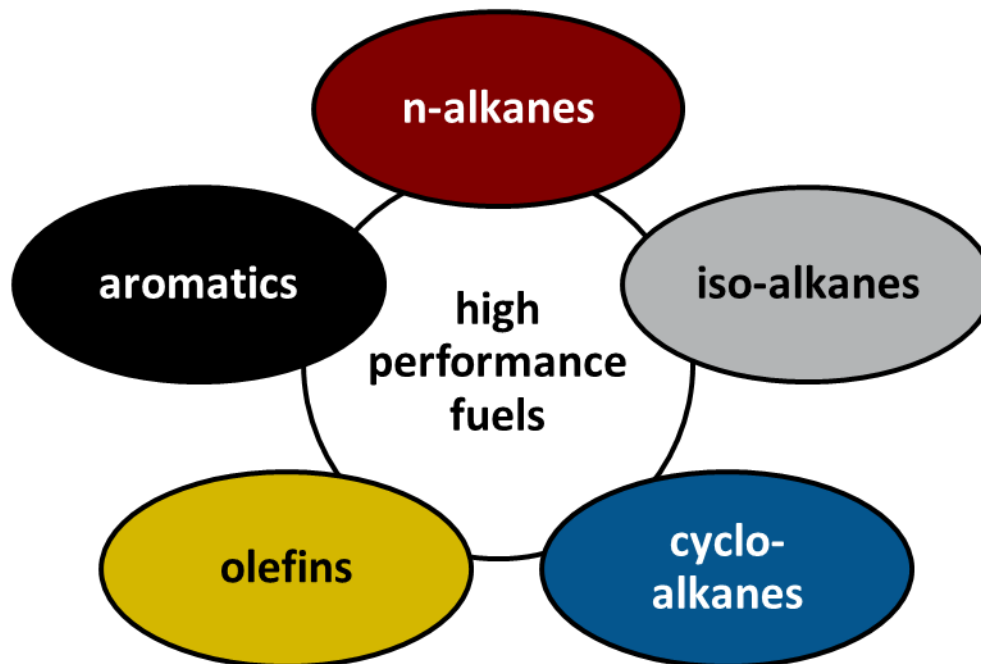 n-alkanes
aromatics
iso-alkanes
high
performance
fuels
olefins
cyclo-
alkanes